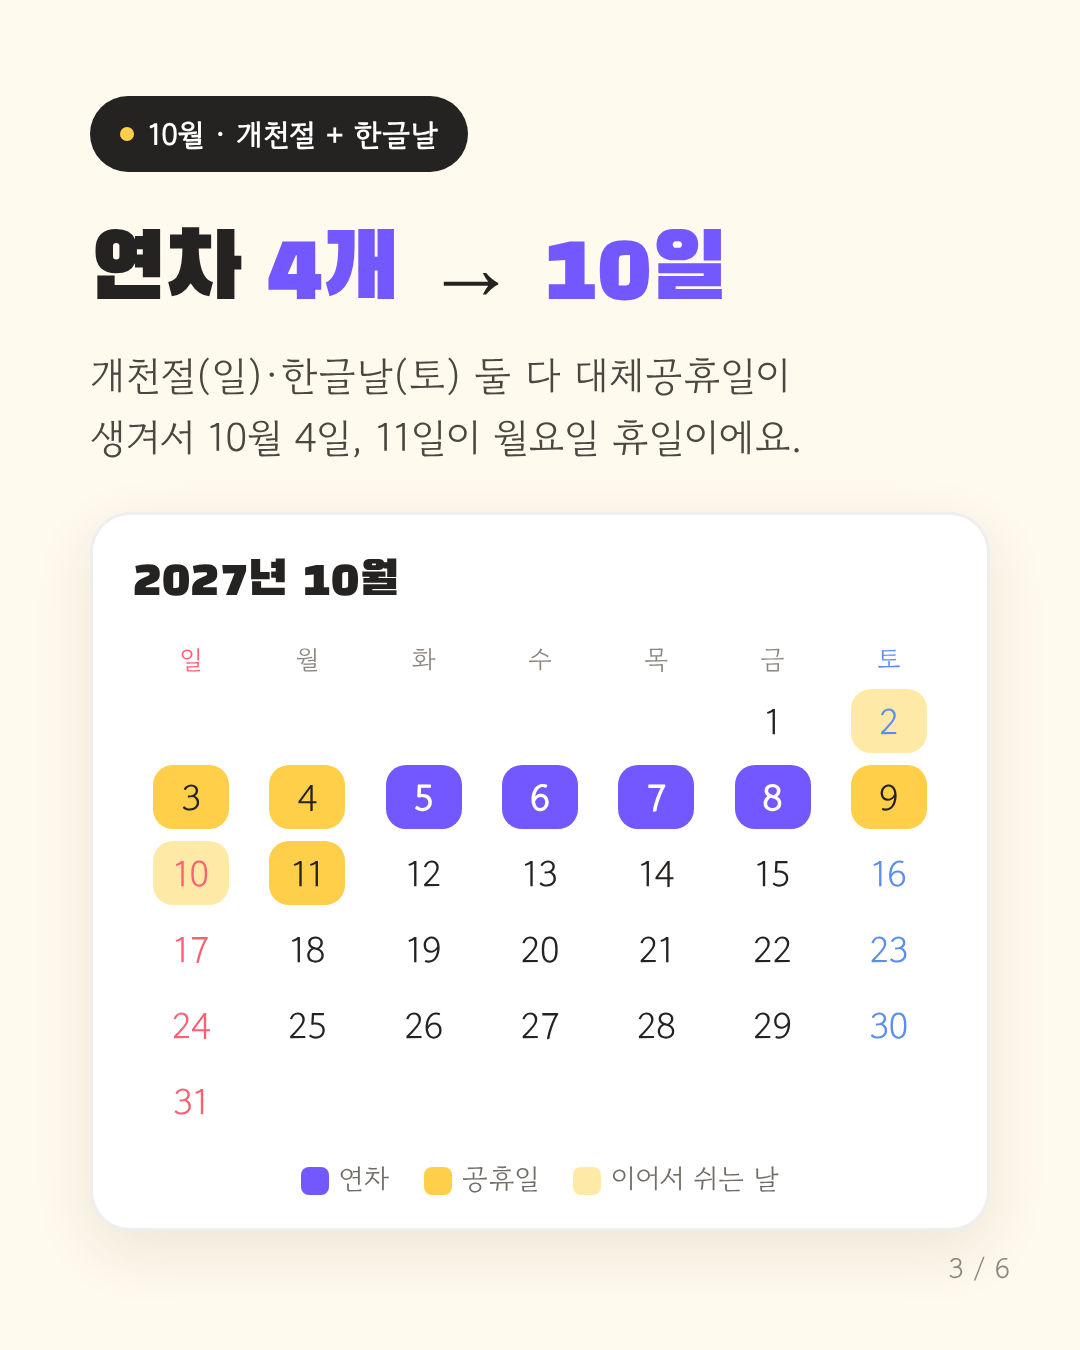 10월 · 개천절 + 한글날
연차 4개 → 10일
개천절(일)·한글날(토) 둘 다 대체공휴일이
생겨서 10월 4일, 11일이 월요일 휴일이에요.
2027년 10월
일 월 화 수 목 금 토
1 2
3 4 5 6 7 8 9
10 11 12 13 14 15 16
17 18 19 20 21 22 23
24 25 26 27 28 29 30
31
연차 공휴일 이어서 쉬는 날
3 / 6